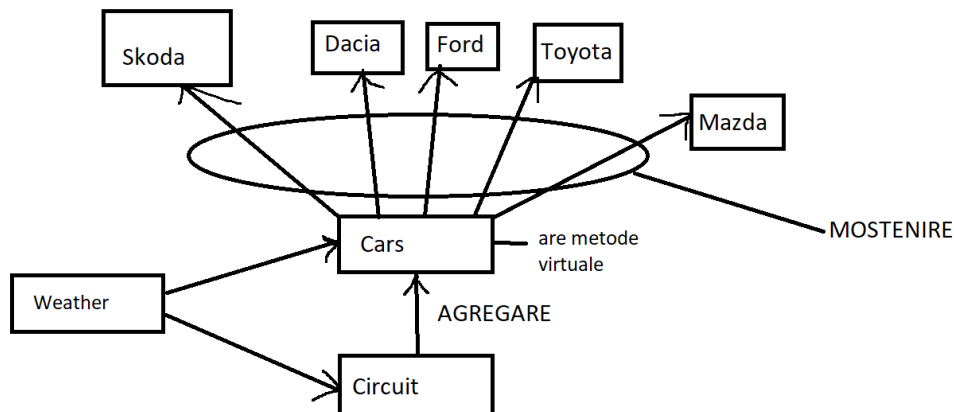 Skoda
Dacia
Ford
Toyota
Mazda
MOSTENIRE
Cars
are metode
virtuale
Weather
AGREGARE
Circuit